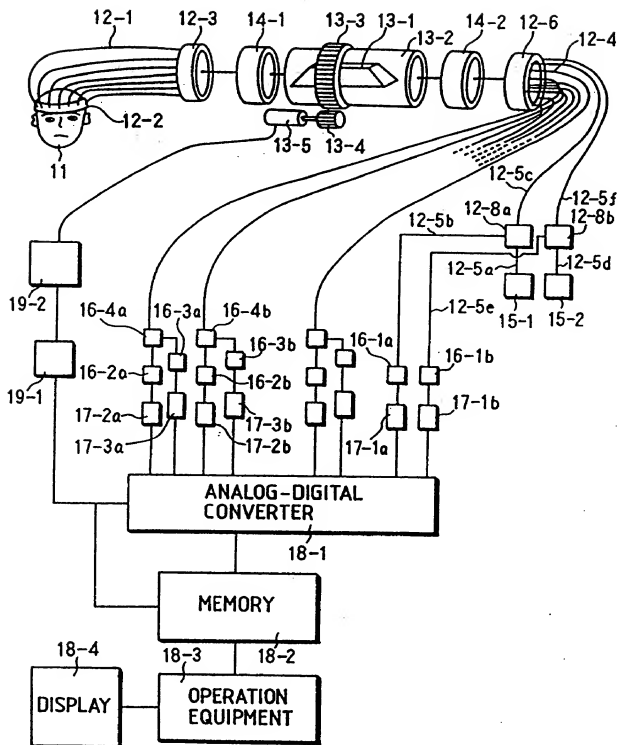 13-3
12-1
12-3
14-1
13-1
13-2
14-2
12-6
12-4
12-2
11
13-5
13-4
12-5c
12-5f
12-5b
12-8a
12-8b
12-5a
12-5d
19-2
16-4a
16-3a
16-4b
15-1
15-2
12-5e
16-3b
16-1a
16-1b
19-1
16-2a
16-2b
17-2a
17-3b
17-1b
17-3a
17-2b
17-1a
ANALOG-DIGITAL
CONVERTER
18-1
MEMORY
18-4
18-3
18-2
DISPLAY
OPERATION
EQUIPMENT